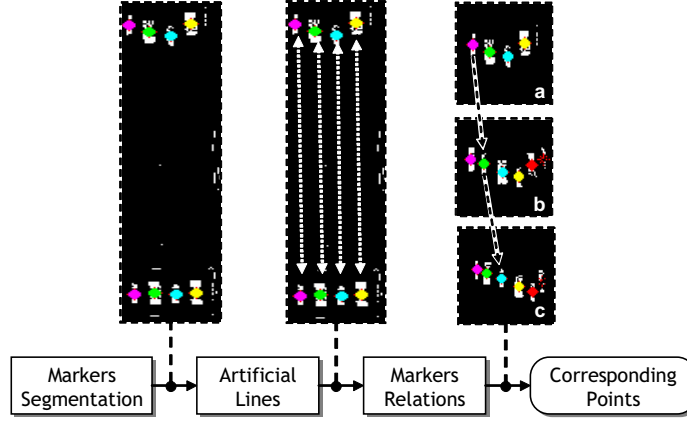 a
b
c
Markers
Segmentation
Artificial
Lines
Markers
Relations
Corresponding
Points